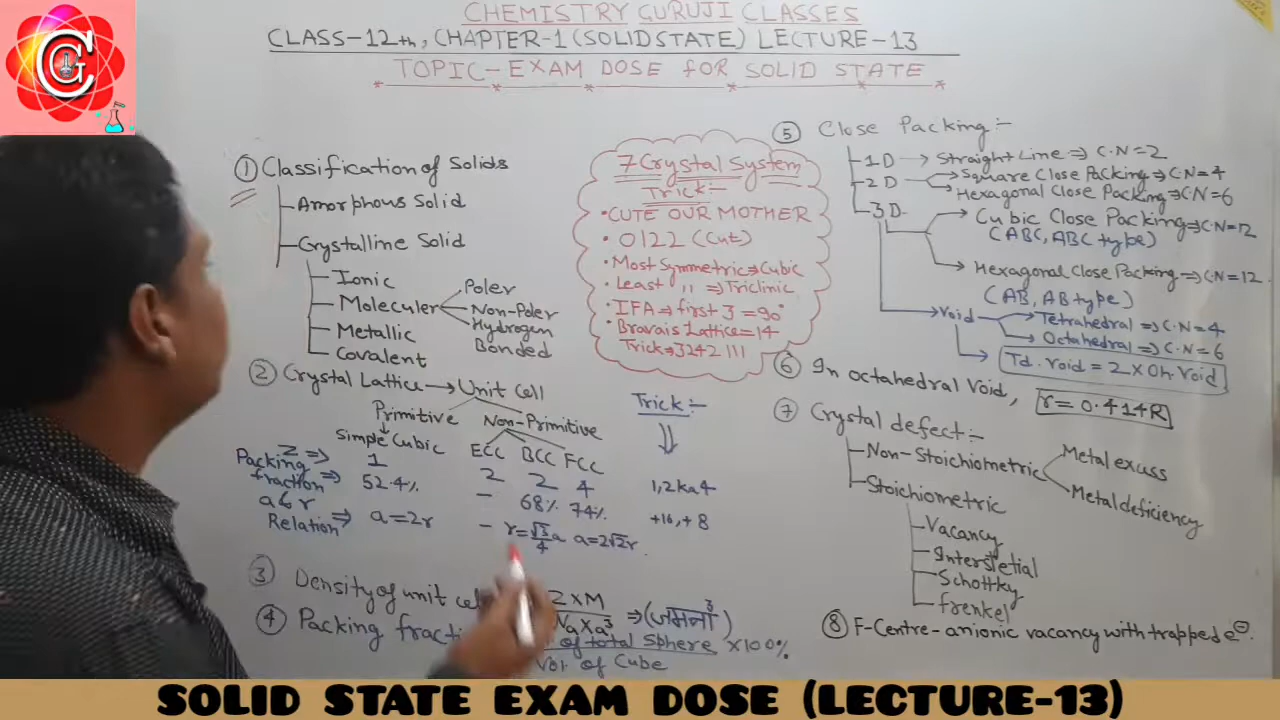 CHEMISTRY GURUJI CLASSES
CLASS-12th, CHAPTER-1 (SOLID STATE) LECTURE-13
TOPIC-EXAM DOSE FOR SOLID STATE
① Classification of Solids
Amorphous Solid
Crystalline Solid
Ionic
Moleculer
Poler
Non-Poler
Hydrogen Bonded
Metallic
Covalent
② Crystal Lattice → Unit Cell
Primitive Non-Primitive
Simple Cubic ECC BCC FCC
Z ⇒ 1 2 2 4
Packing fraction ⇒ 52.4% - 68% 74%
a & r Relation ⇒ a=2r - r=√3/4 a a=2√2r
Trick:-
1,2 ka 4
+16,+8
③ Density of unit
Z×M
Na×a³ ⇒ (जमना)³
④ Packing fracti
of total Sphere ×100%
Vol. of Cube
7 Crystal System
Trick:-
• CUTE OUR MOTHER
• 0122 (Cut)
• Most Symmetric ⇒ Cubic
• Least " ⇒ Triclinic
• IFA ⇒ first 3 = 90°
• Bravais Lattice = 14
Trick ⇒ 3242111
⑤ Close Packing:-
1D → Straight Line ⇒ C.N=2
2D → Square Close Packing ⇒ C.N=4
Hexagonal Close Packing ⇒ C.N=6
3D → Cubic Close Packing ⇒ C.N=12
(ABC, ABC type)
Hexagonal Close Packing ⇒ C.N=12
(AB, AB type)
Void → Tetrahedral ⇒ C.N=4
Octahedral ⇒ C.N=6
Td. Void = 2 × Oh. Void
⑥ In octahedral Void, r=0.414R
⑦ Crystal defect:-
Non-Stoichiometric
Metal excuss
Metal deficiency
Stoichiometric
Vacancy
Interstetial
Schottky
frenkel
⑧ F-Centre-anionic vacancy with trapped e⊖.
SOLID STATE EXAM DOSE (LECTURE-13)